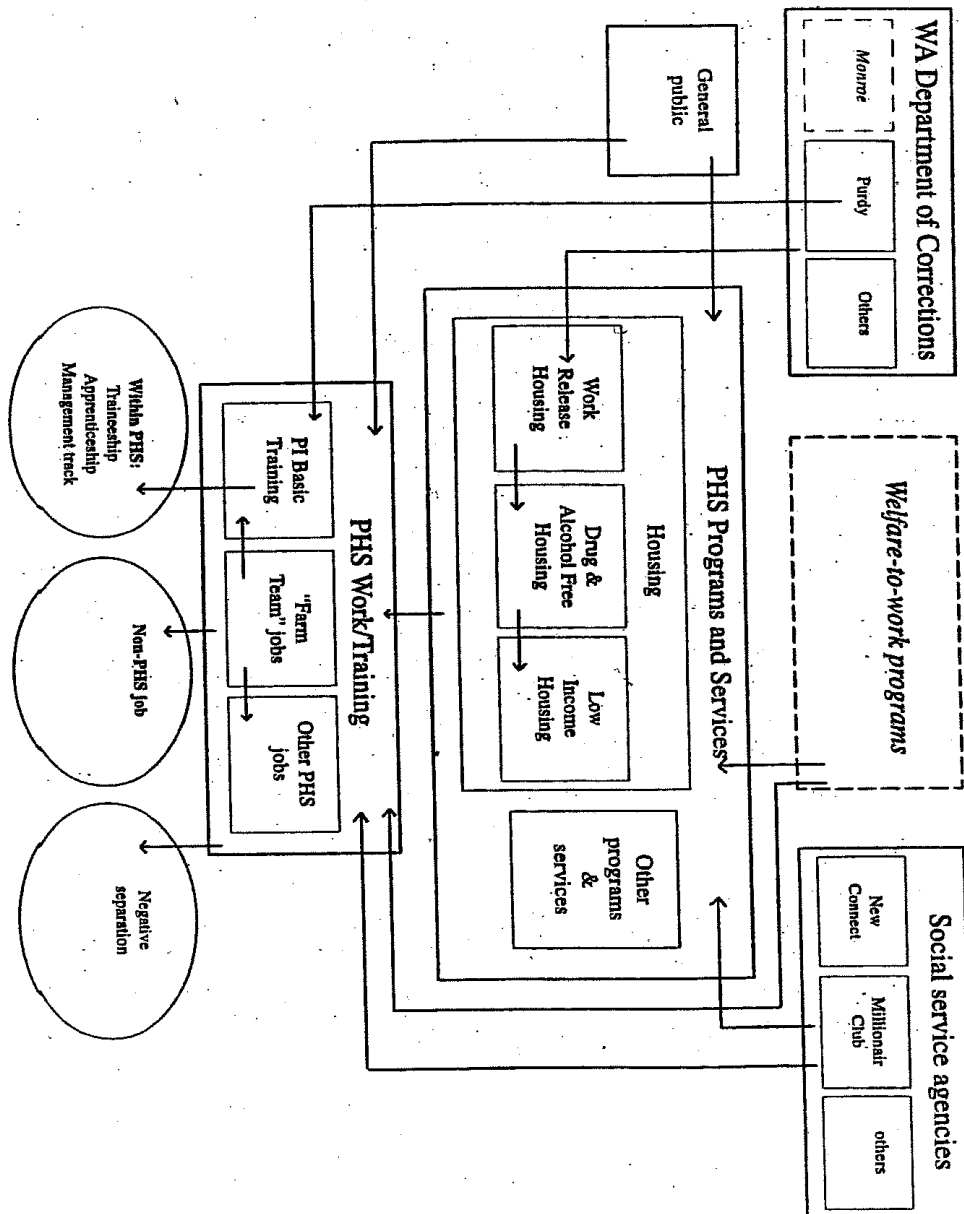 WA Department of Corrections
Monroe
Purdy
Others
Welfare-to-work programs
Social service agencies
New
Connect
Millionair
Club
others
General
public
PHS Programs and Services
Housing
Work
Release
Housing
Drug &
Alcohol Free
Housing
Low
Income
Housing
Other
programs
&
services
PHS Work/Training
PI Basic
Training
"Farm
Team" jobs
Other PHS
jobs
Within PHS:
Traineeship
Apprenticeship
Management track
Non-PHS job
Negative
separation